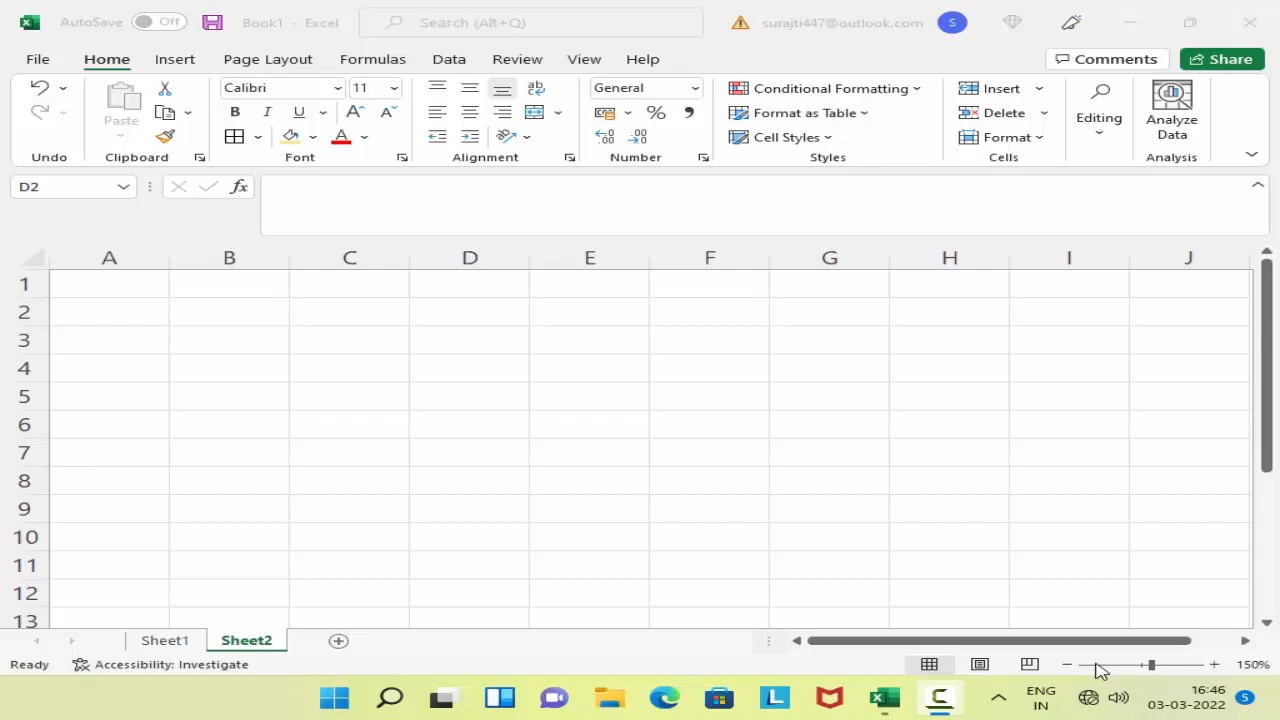 AutoSave Off Book1 - Excel Search (Alt+Q) surajti447@outlook.com S
File Home Insert Page Layout Formulas Data Review View Help Comments Share
Calibri 11 General Conditional Formatting Insert
Paste B I U A A % Format as Table Delete Editing Analyze Data
A Cell Styles Format
Undo Clipboard Font Alignment Number Styles Cells Analysis
D2 fx
A B C D E F G H I J
1
2
3
4
5
6
7
8
9
10
11
12
13
Sheet1 Sheet2
Ready Accessibility: Investigate 150%
ENG 16:46
IN 03-03-2022 5